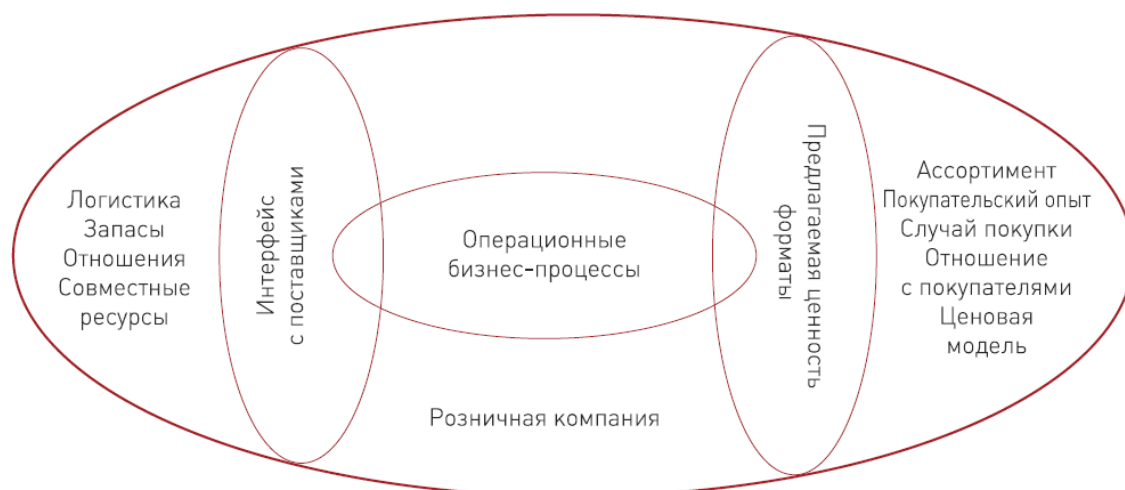 Логистика
Запасы
Отношения
Совместные
ресурсы
Интерфейс
с поставщиками
Операционные
бизнес-процессы
Розничная компания
Предлагаемая ценность
форматы
Ассортимент
Покупательский опыт
Случай покупки
Отношение
с покупателями
Ценовая
модель